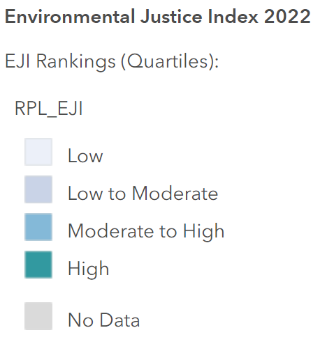 Environmental Justice Index 2022
EJI Rankings (Quartiles):
RPL_EJI
Low
Low to Moderate
Moderate to High
High
No Data